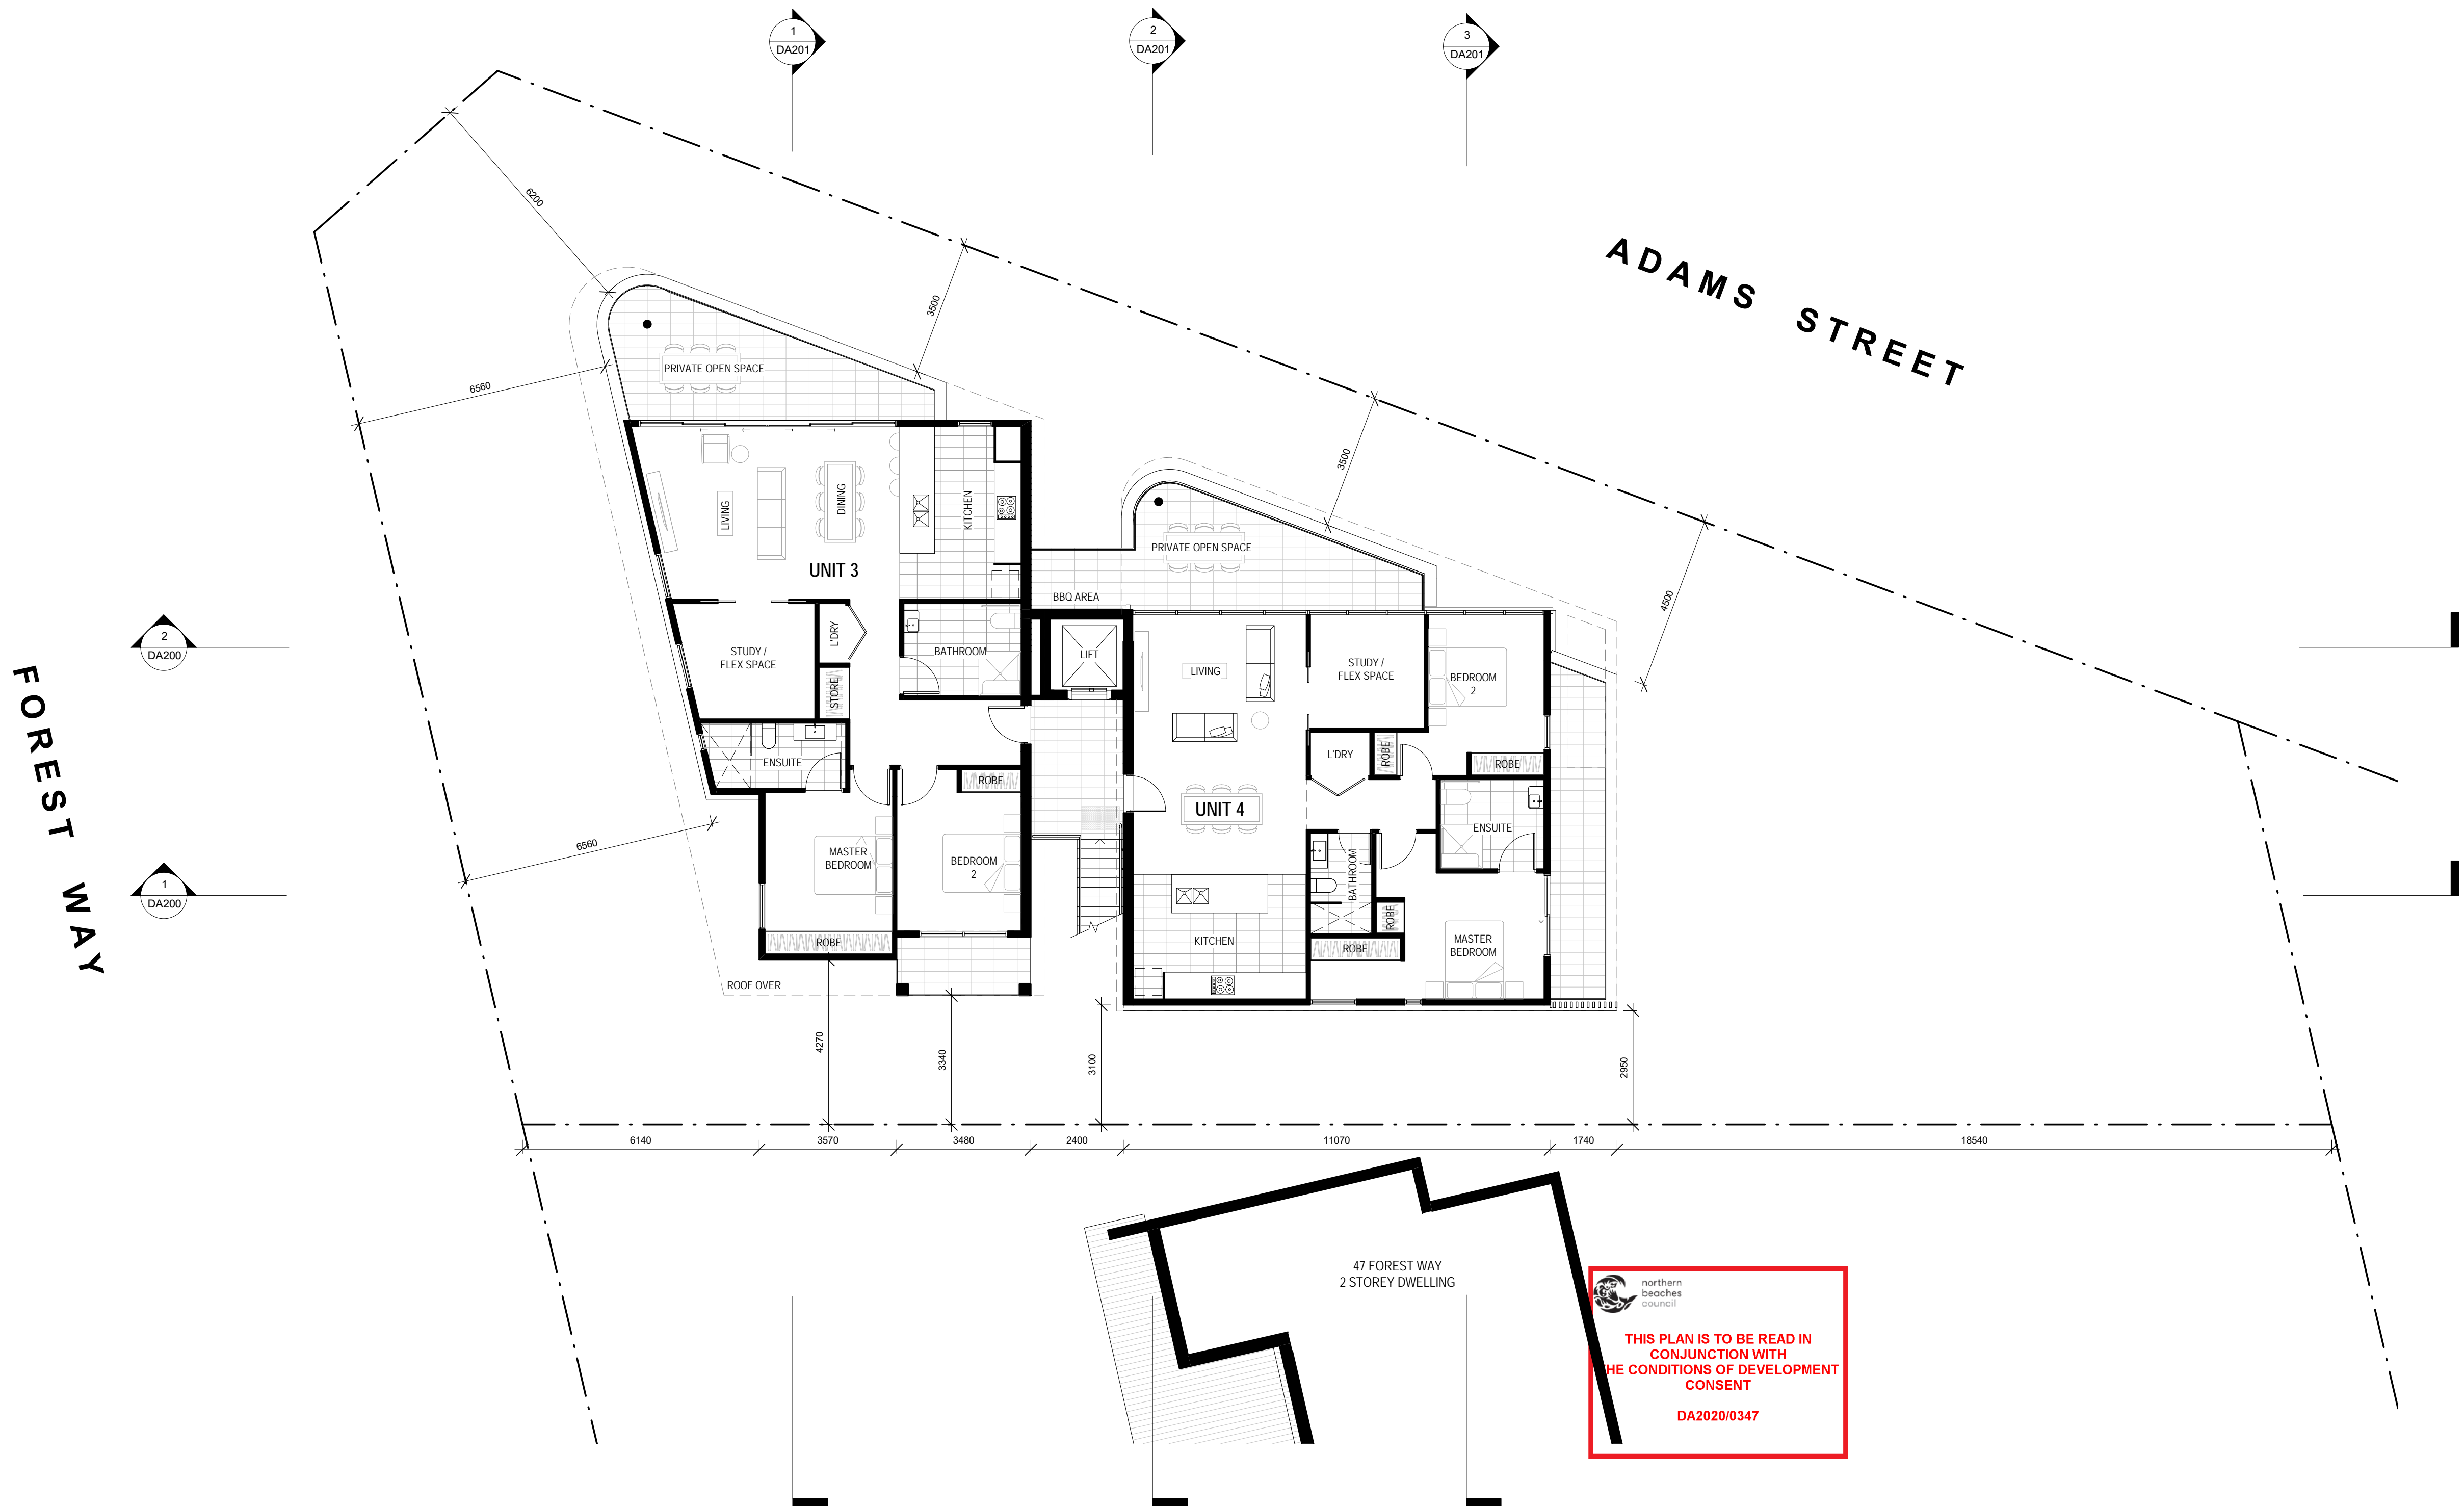 1
DA201
2
DA201
3
DA201
ADAMS STREET
FOREST WAY
6200
3500
6560
3500
4500
6560
PRIVATE OPEN SPACE
LIVING
DINING
KITCHEN
UNIT 3
STUDY /
FLEX SPACE
L'DRY
STORE
BATHROOM
ENSUITE
MASTER
BEDROOM
ROBE
ROBE
BEDROOM
2
ROOF OVER
LIFT
BBQ AREA
PRIVATE OPEN SPACE
LIVING
STUDY /
FLEX SPACE
BEDROOM
2
L'DRY
ROBE
ROBE
UNIT 4
ENSUITE
BATHROOM
KITCHEN
ROBE
ROBE
MASTER
BEDROOM
2
DA200
1
DA200
4270
3340
3100
2950
6140
3570
3480
2400
11070
1740
18540
47 FOREST WAY
2 STOREY DWELLING
northern
beaches
council
THIS PLAN IS TO BE READ IN
CONJUNCTION WITH
HE CONDITIONS OF DEVELOPMENT
CONSENT
DA2020/0347